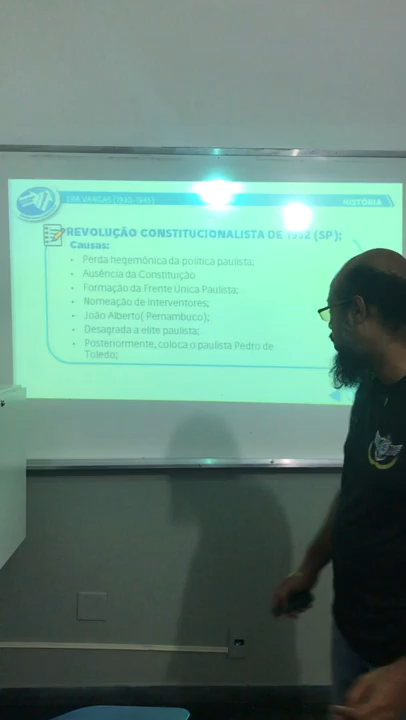 ERA VARGAS (1930-1945)
HISTÓRIA
REVOLUÇÃO CONSTITUCIONALISTA DE 1932 (SP);
Causas:
• Perda hegemônica da política paulista;
• Ausência da Constituição
• Formação da Frente Única Paulista;
• Nomeação de Interventores;
• João Alberto( Pernambuco);
• Desagrada a elite paulista;
• Posteriormente, coloca o paulista Pedro de
Toledo;